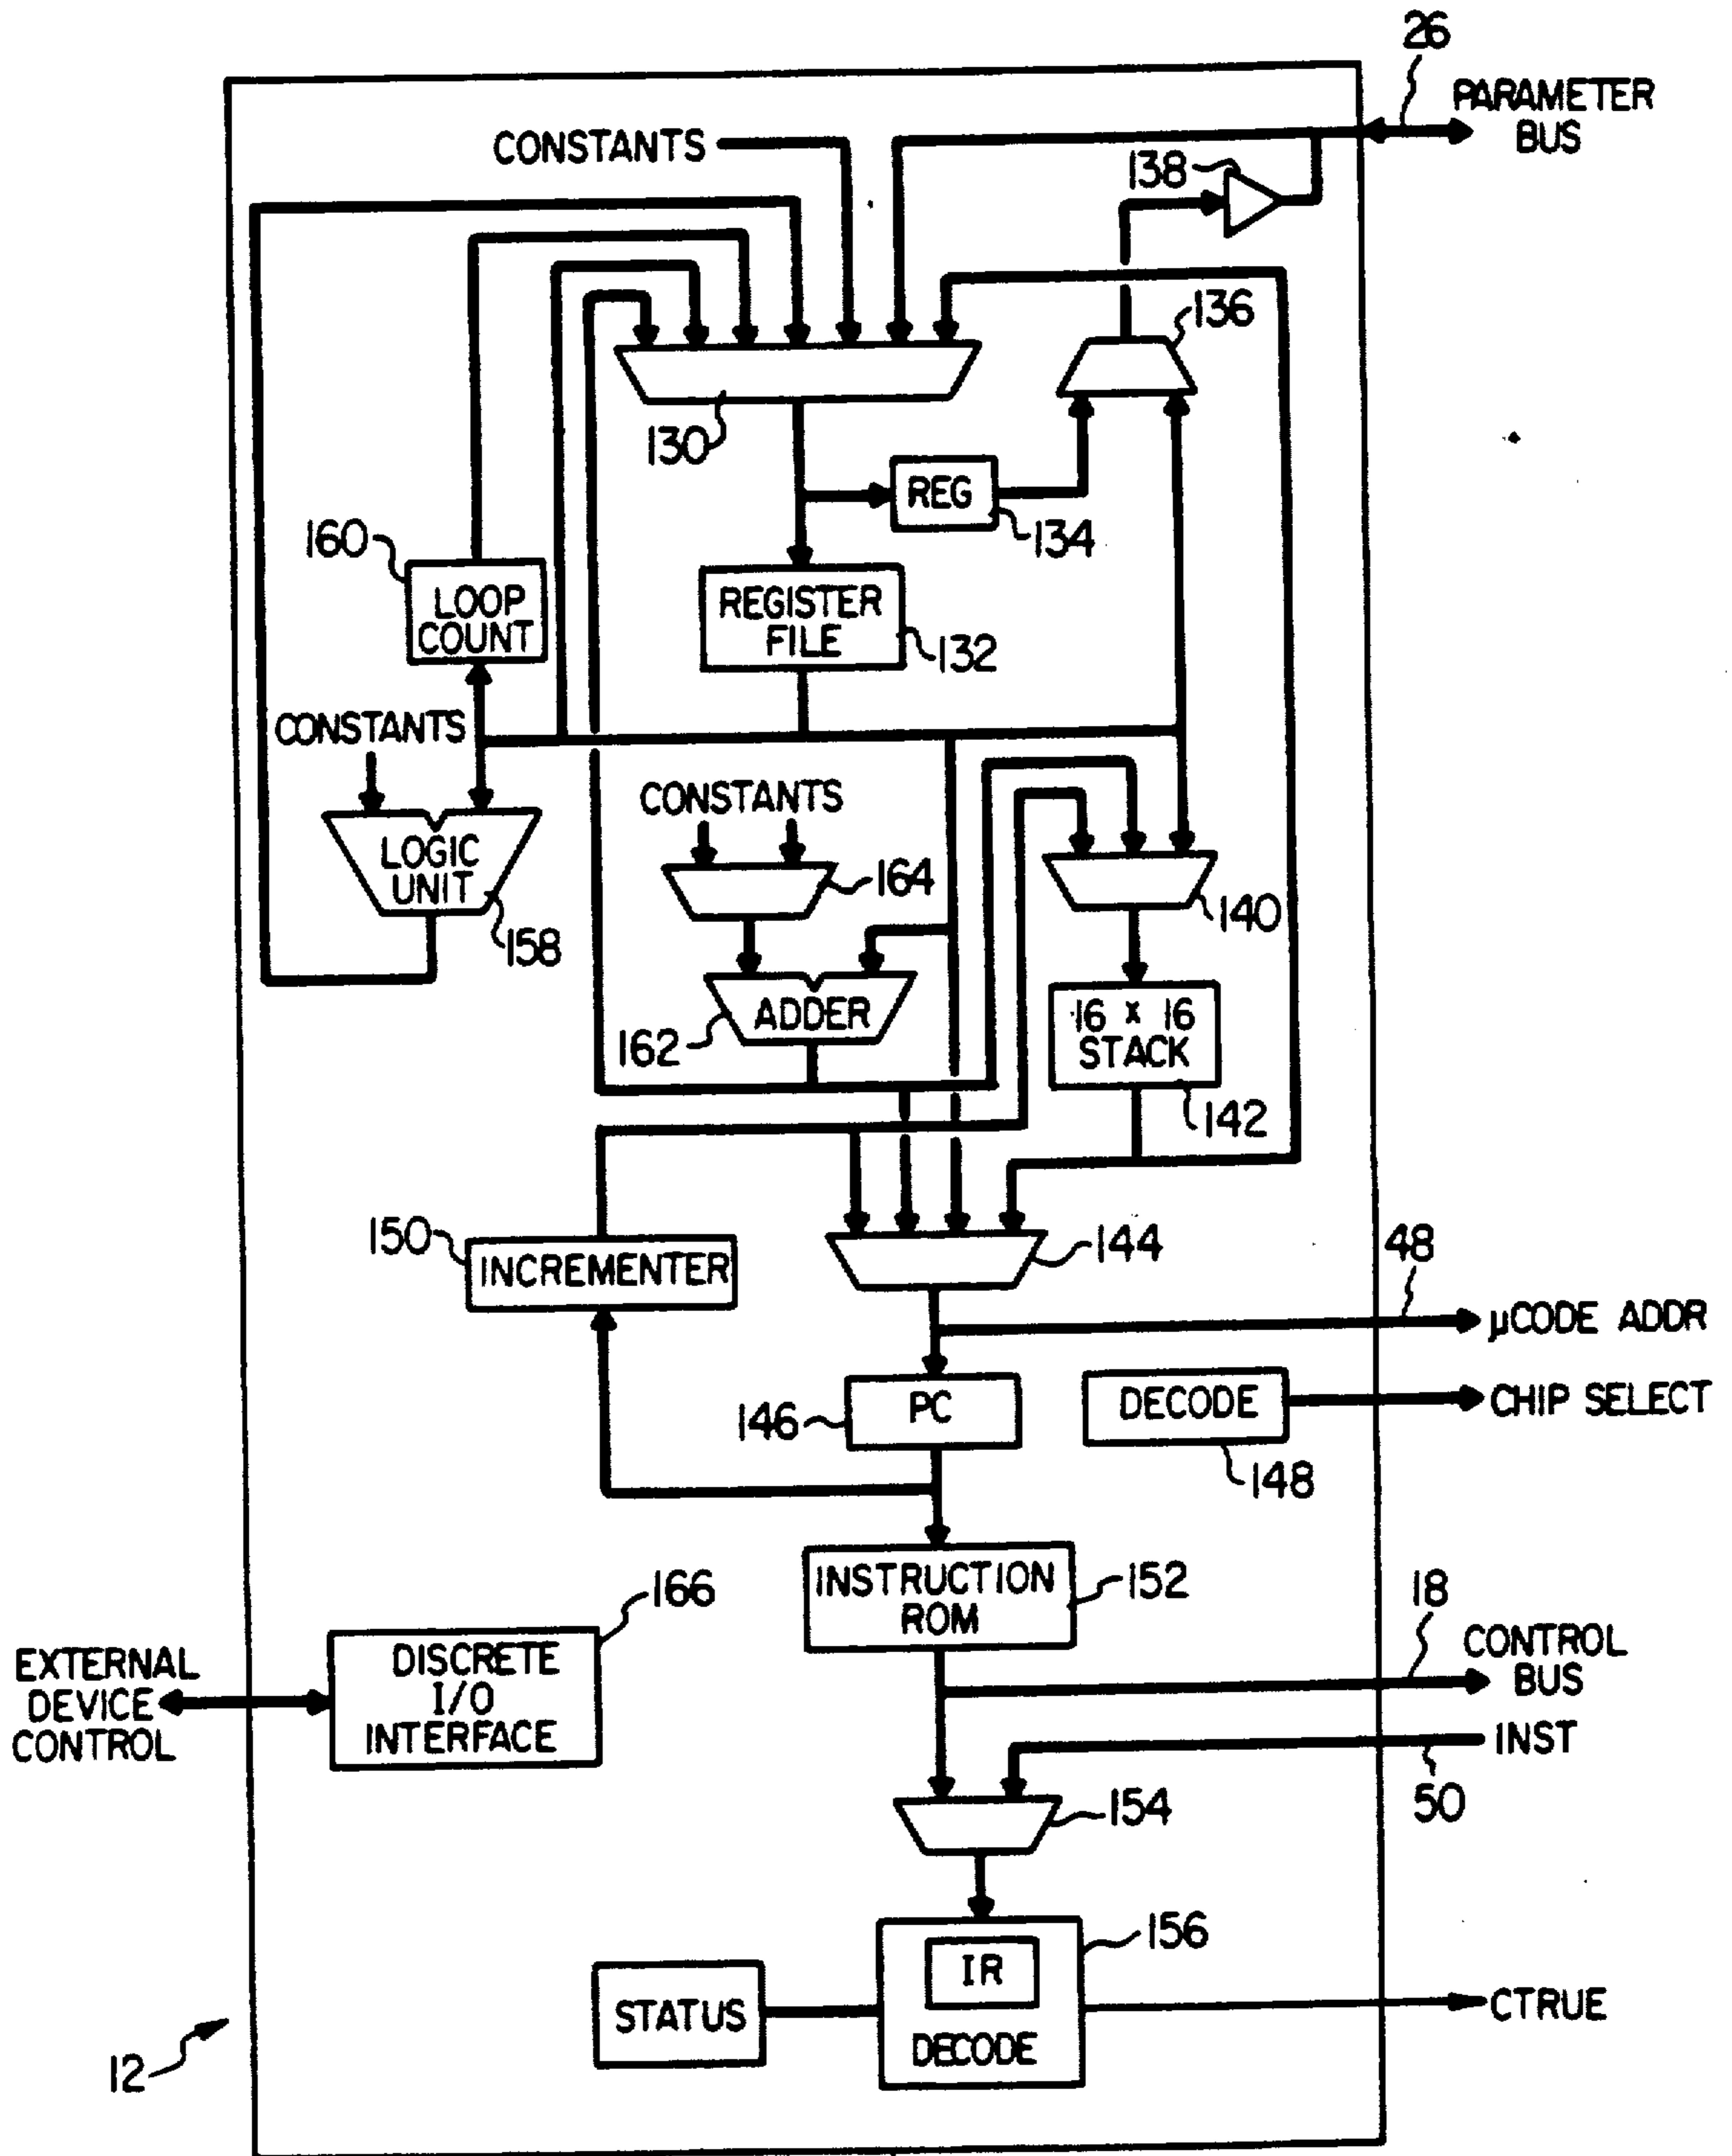 26
PARAMETER
BUS
CONSTANTS
138
136
130
REG
134
160
LOOP
COUNT
REGISTER
FILE
132
CONSTANTS
CONSTANTS
LOGIC
UNIT
158
164
140
ADDER
162
16 x 16
STACK
142
150
INCREMENTER
144
48
µCODE ADDR
PC
146
DECODE
CHIP SELECT
148
INSTRUCTION
ROM
152
166
18
CONTROL
BUS
EXTERNAL
DEVICE
CONTROL
DISCRETE
I/O
INTERFACE
INST
50
154
156
IR
STATUS
DECODE
CTRUE
12